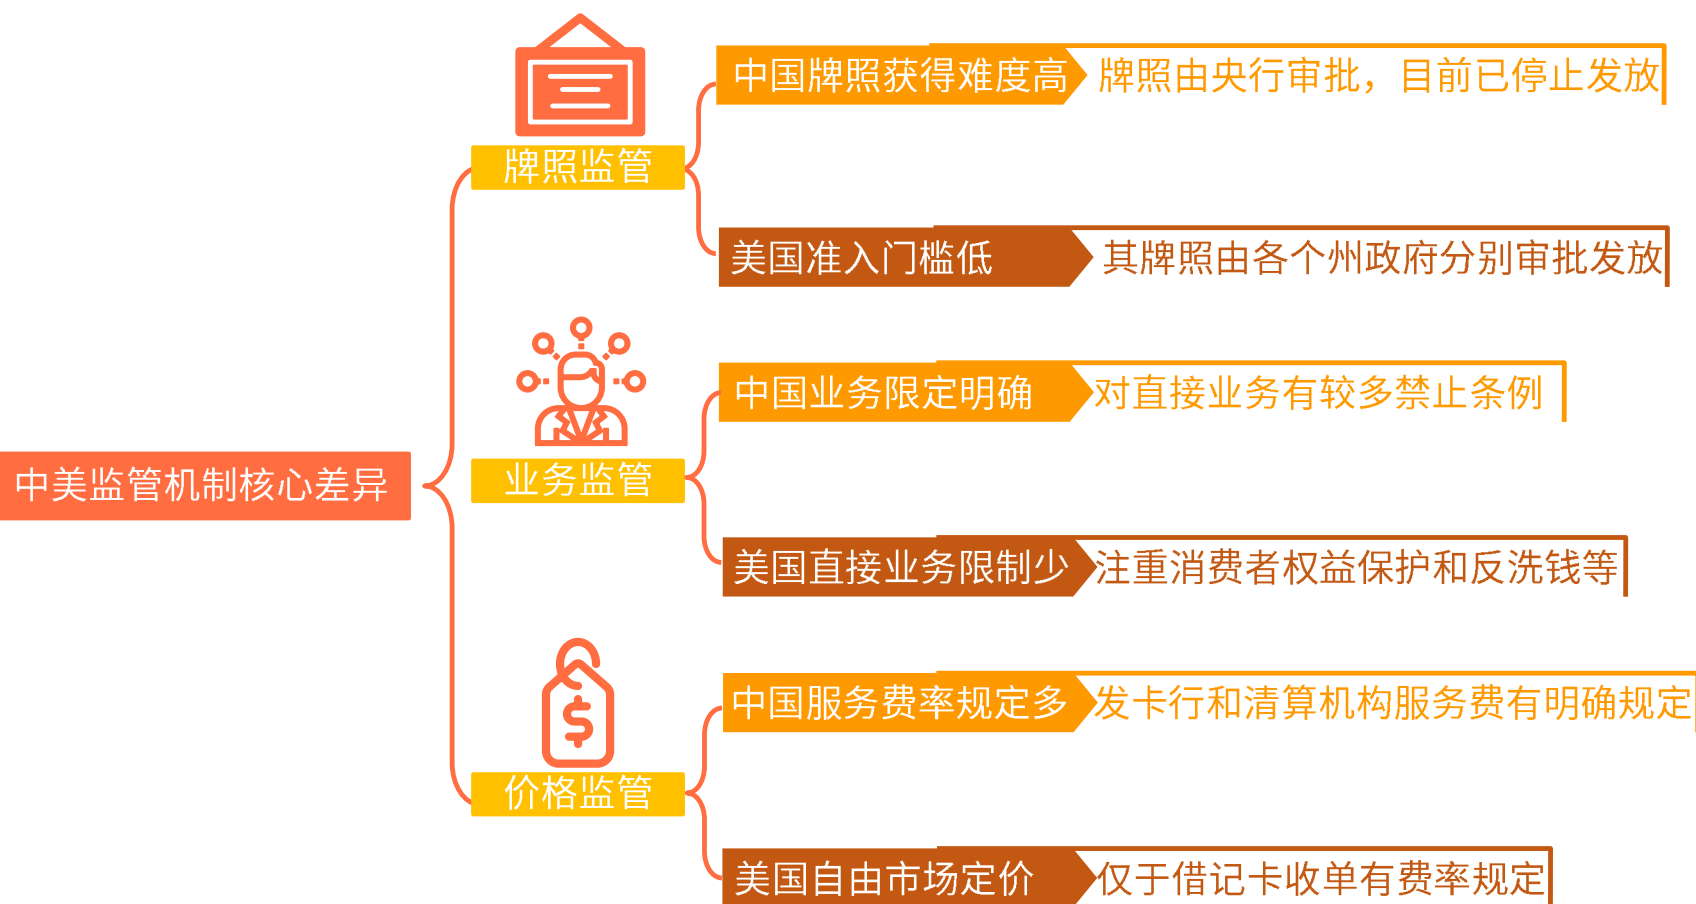 中美监管机制核心差异
牌照监管
中国牌照获得难度高
牌照由央行审批，目前已停止发放
美国准入门槛低
其牌照由各个州政府分别审批发放
业务监管
中国业务限定明确
对直接业务有较多禁止条例
美国直接业务限制少
注重消费者权益保护和反洗钱等
价格监管
中国服务费率规定多
发卡行和清算机构服务费有明确规定
美国自由市场定价
仅于借记卡收单有费率规定